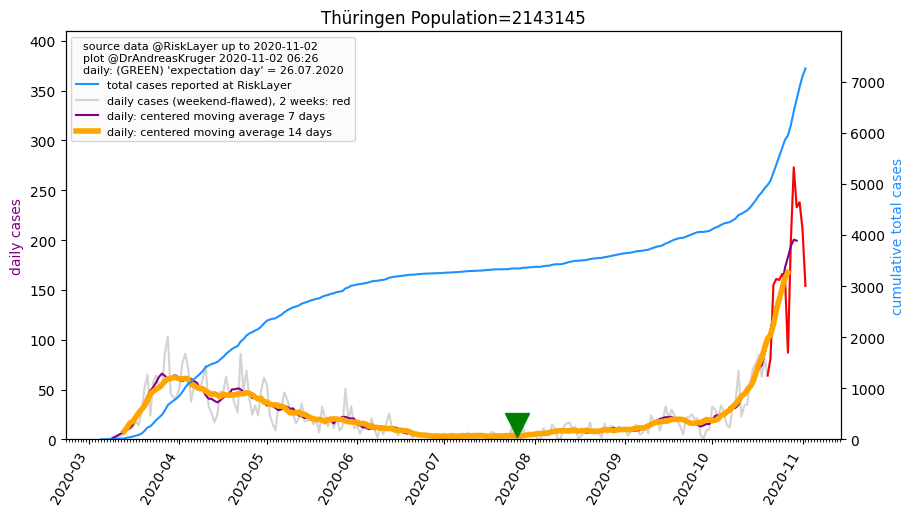 Thüringen Population=2143145
source data @RiskLayer up to 2020-11-02
plot @DrAndreasKruger 2020-11-02 06:26
daily: (GREEN) 'expectation day' = 26.07.2020
total cases reported at RiskLayer
daily cases (weekend-flawed), 2 weeks: red
daily: centered moving average 7 days
daily: centered moving average 14 days
daily cases
400
350
300
250
200
150
100
50
0
cumulative total cases
7000
6000
5000
4000
3000
2000
1000
0
2020-03
2020-04
2020-05
2020-06
2020-07
2020-08
2020-09
2020-10
2020-11